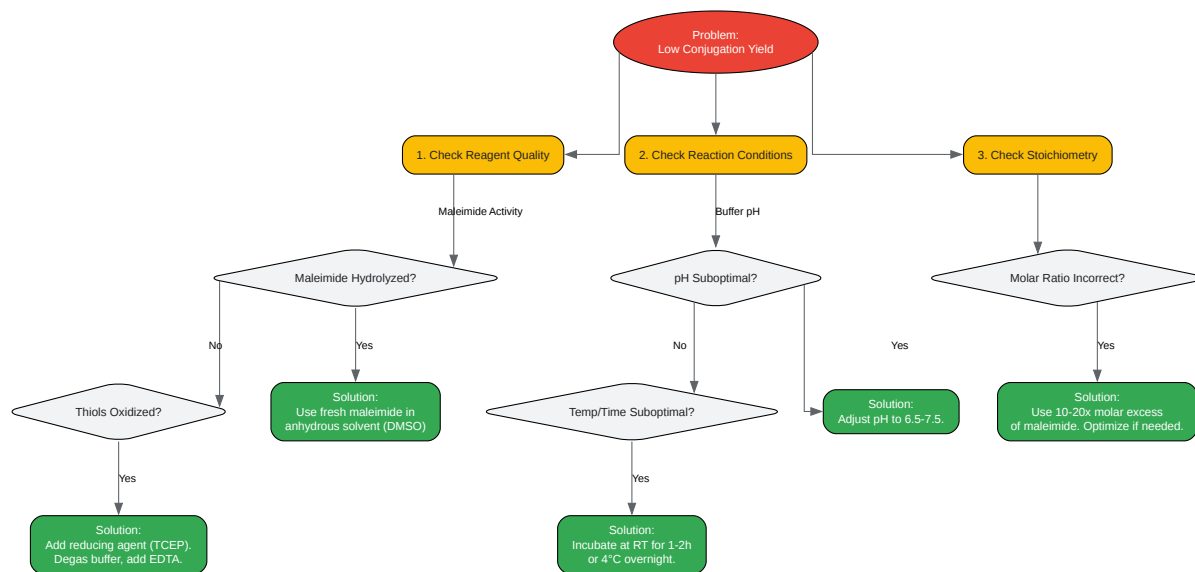 Problem:
Low Conjugation Yield
1. Check Reagent Quality
2. Check Reaction Conditions
3. Check Stoichiometry
Maleimide Activity
Buffer pH
Maleimide Hydrolyzed?
pH Suboptimal?
Molar Ratio Incorrect?
No
Yes
No
Yes
Yes
Thiols Oxidized?
Solution:
Use fresh maleimide in
anhydrous solvent (DMSO)
Temp/Time Suboptimal?
Solution:
Adjust pH to 6.5-7.5.
Solution:
Use 10-20x molar excess
of maleimide. Optimize if needed.
Yes
Yes
Solution:
Add reducing agent (TCEP).
Degas buffer, add EDTA.
Solution:
Incubate at RT for 1-2h
or 4°C overnight.